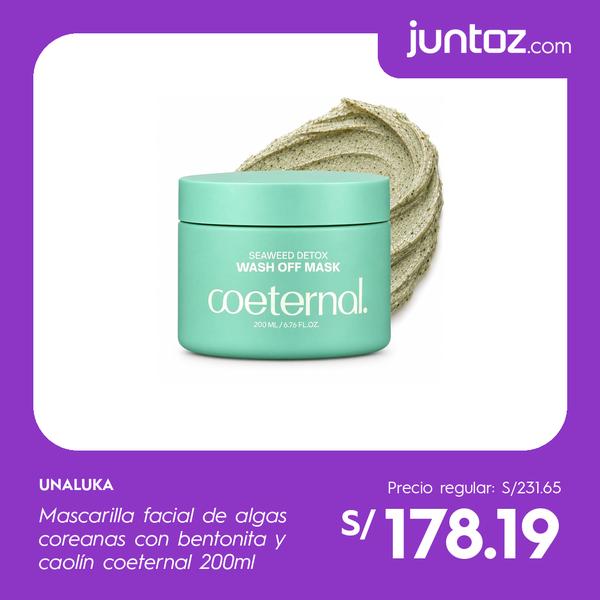 juntoz.com
SEAWEED DETOX
WASH OFF MASK
coeternal.
200 ML / 6.76 FL.OZ.
UNALUKA
Mascarilla facial de algas
coreanas con bentonita y
caolín coeternal 200ml
Precio regular: S/231.65
S/ 178.19